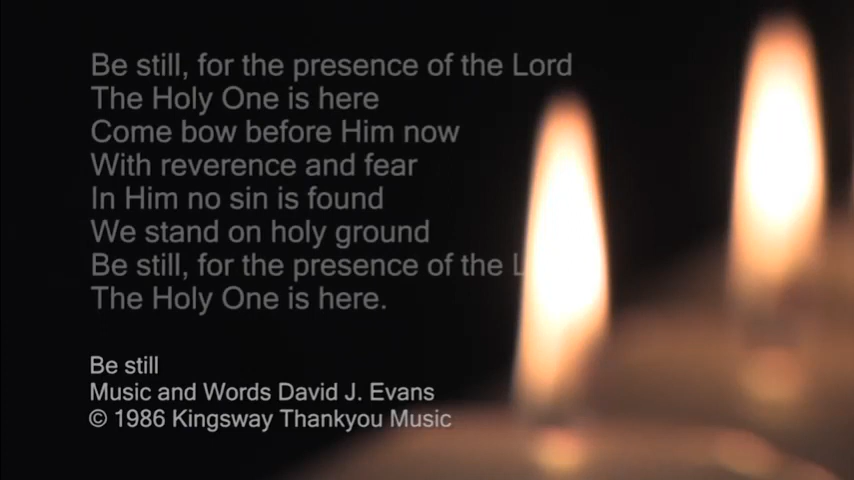 Be still, for the presence of the Lord
The Holy One is here
Come bow before Him now
With reverence and fear
In Him no sin is found
We stand on holy ground
Be still, for the presence of the L
The Holy One is here.
Be still
Music and Words David J. Evans
© 1986 Kingsway Thankyou Music